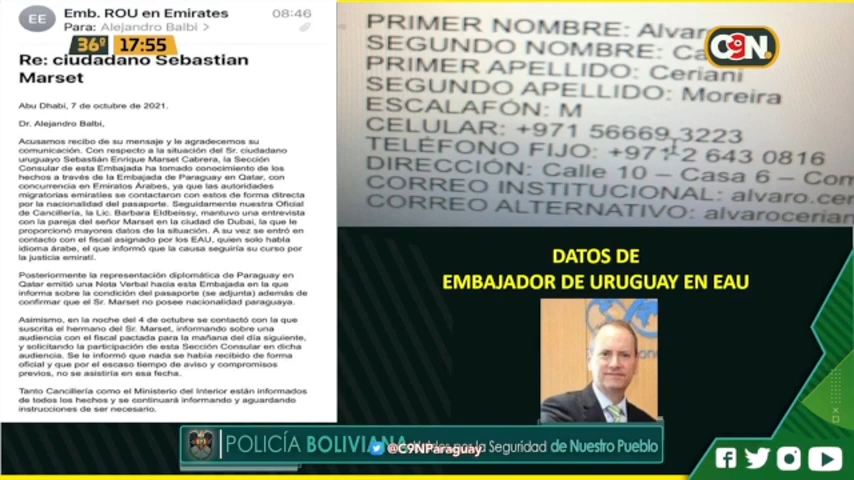 EE
Emb. ROU en Emirates
08:46
Para: Alejandro Balbi >
36° 17:55
Re: ciudadano Sebastian
Marset
Abu Dhabi, 7 de octubre de 2021.
Dr. Alejandro Balbi,
Acusamos recibo de su mensaje y le agradecemos su
comunicación. Con respecto a la situación del Sr. ciudadano
uruguayo Sebastián Enrique Marset Cabrera, la Sección
Consular de esta Embajada ha tomado conocimiento de los
hechos a través de la Embajada de Paraguay en Qatar, con
concurrencia en Emiratos Árabes, ya que las autoridades
migratorias emiratíes se contactaron con estos de forma directa
por la nacionalidad del pasaporte. Seguidamente nuestra Oficial
de Cancillería, la Lic. Barbara Eldbeissy, mantuvo una entrevista
con la pareja del señor Marset en la ciudad de Dubai, la que le
proporcionó mayores datos de la situación. A su vez se entró en
contacto con el fiscal asignado por los EAU, quien solo habla
idioma árabe, el que informó que la causa seguiría su curso por
la justicia emiratí.
Posteriormente la representación diplomática de Paraguay en
Qatar emitió una Nota Verbal hacia esta Embajada en la que
informa sobre la condición del pasaporte (se adjunta) además de
confirmar que el Sr. Marset no posee nacionalidad paraguaya.
Asimismo, en la noche del 4 de octubre se contactó con la que
suscrita el hermano del Sr. Marset, informando sobre una
audiencia con el fiscal pactada para la mañana del día siguiente,
y solicitando la participación de esta Sección Consular en dicha
audiencia. Se le informó que nada se había recibido de forma
oficial y que por el escaso tiempo de aviso y compromisos
previos, no se asistiría en esa fecha.
Tanto Cancillería como el Ministerio del Interior están informados
de todos los hechos y se continuará informando y aguardando
instrucciones de ser necesario.
PRIMER NOMBRE: Alvar
SEGUNDO NOMBRE: Ca
PRIMER APELLIDO: Ceriani
SEGUNDO APELLIDO: Moreira
ESCALAFÓN: M
CELULAR: +971 56669 3223
TELÉFONO FIJO: +971 2 643 0816
DIRECCIÓN: Calle 10 – Casa 6 – Com
CORREO INSTITUCIONAL: alvaro.cer
CORREO ALTERNATIVO: alvarocerian
C9N.
DATOS DE
EMBAJADOR DE URUGUAY EN EAU
POLICÍA BOLIVIANA
por la Seguridad de Nuestro Pueblo
@C9NParaguay